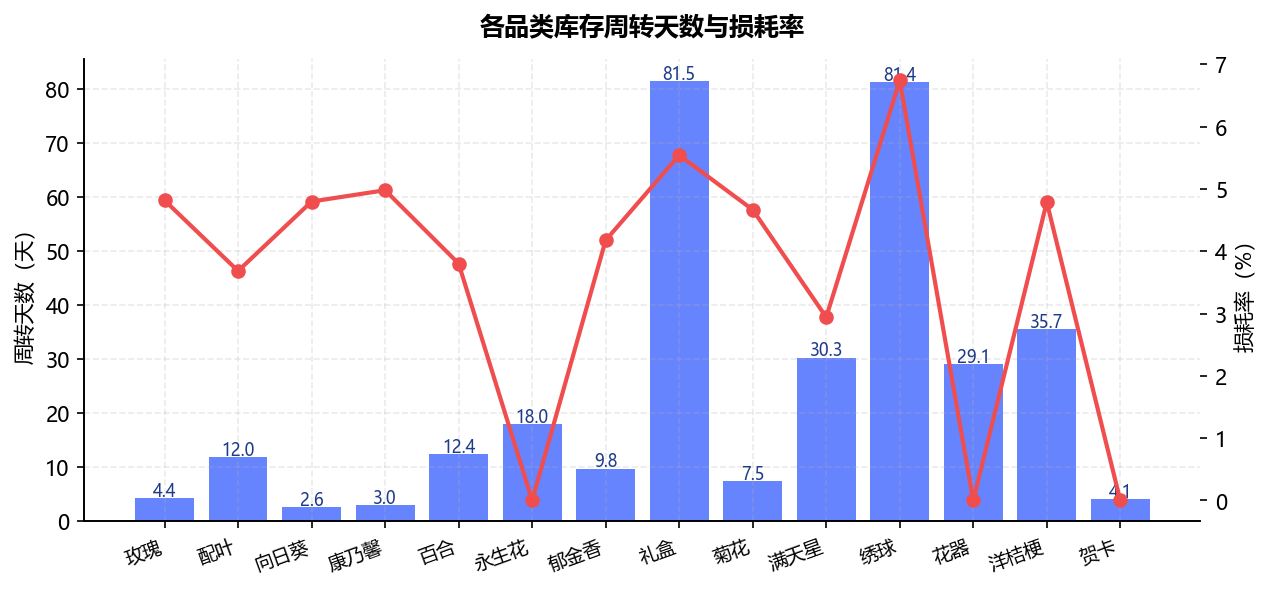 各品类库存周转天数与损耗率
周转天数（天）
80
70
60
50
40
30
20
10
0
4.4
12.0
2.6
3.0
12.4
18.0
9.8
81.5
7.5
30.3
81.4
29.1
35.7
4.1
7
6
5
4
3
2
1
0
损耗率（%）
玫瑰
配叶
向日葵
康乃馨
百合
永生花
郁金香
礼盒
菊花
满天星
绣球
花器
洋桔梗
贺卡